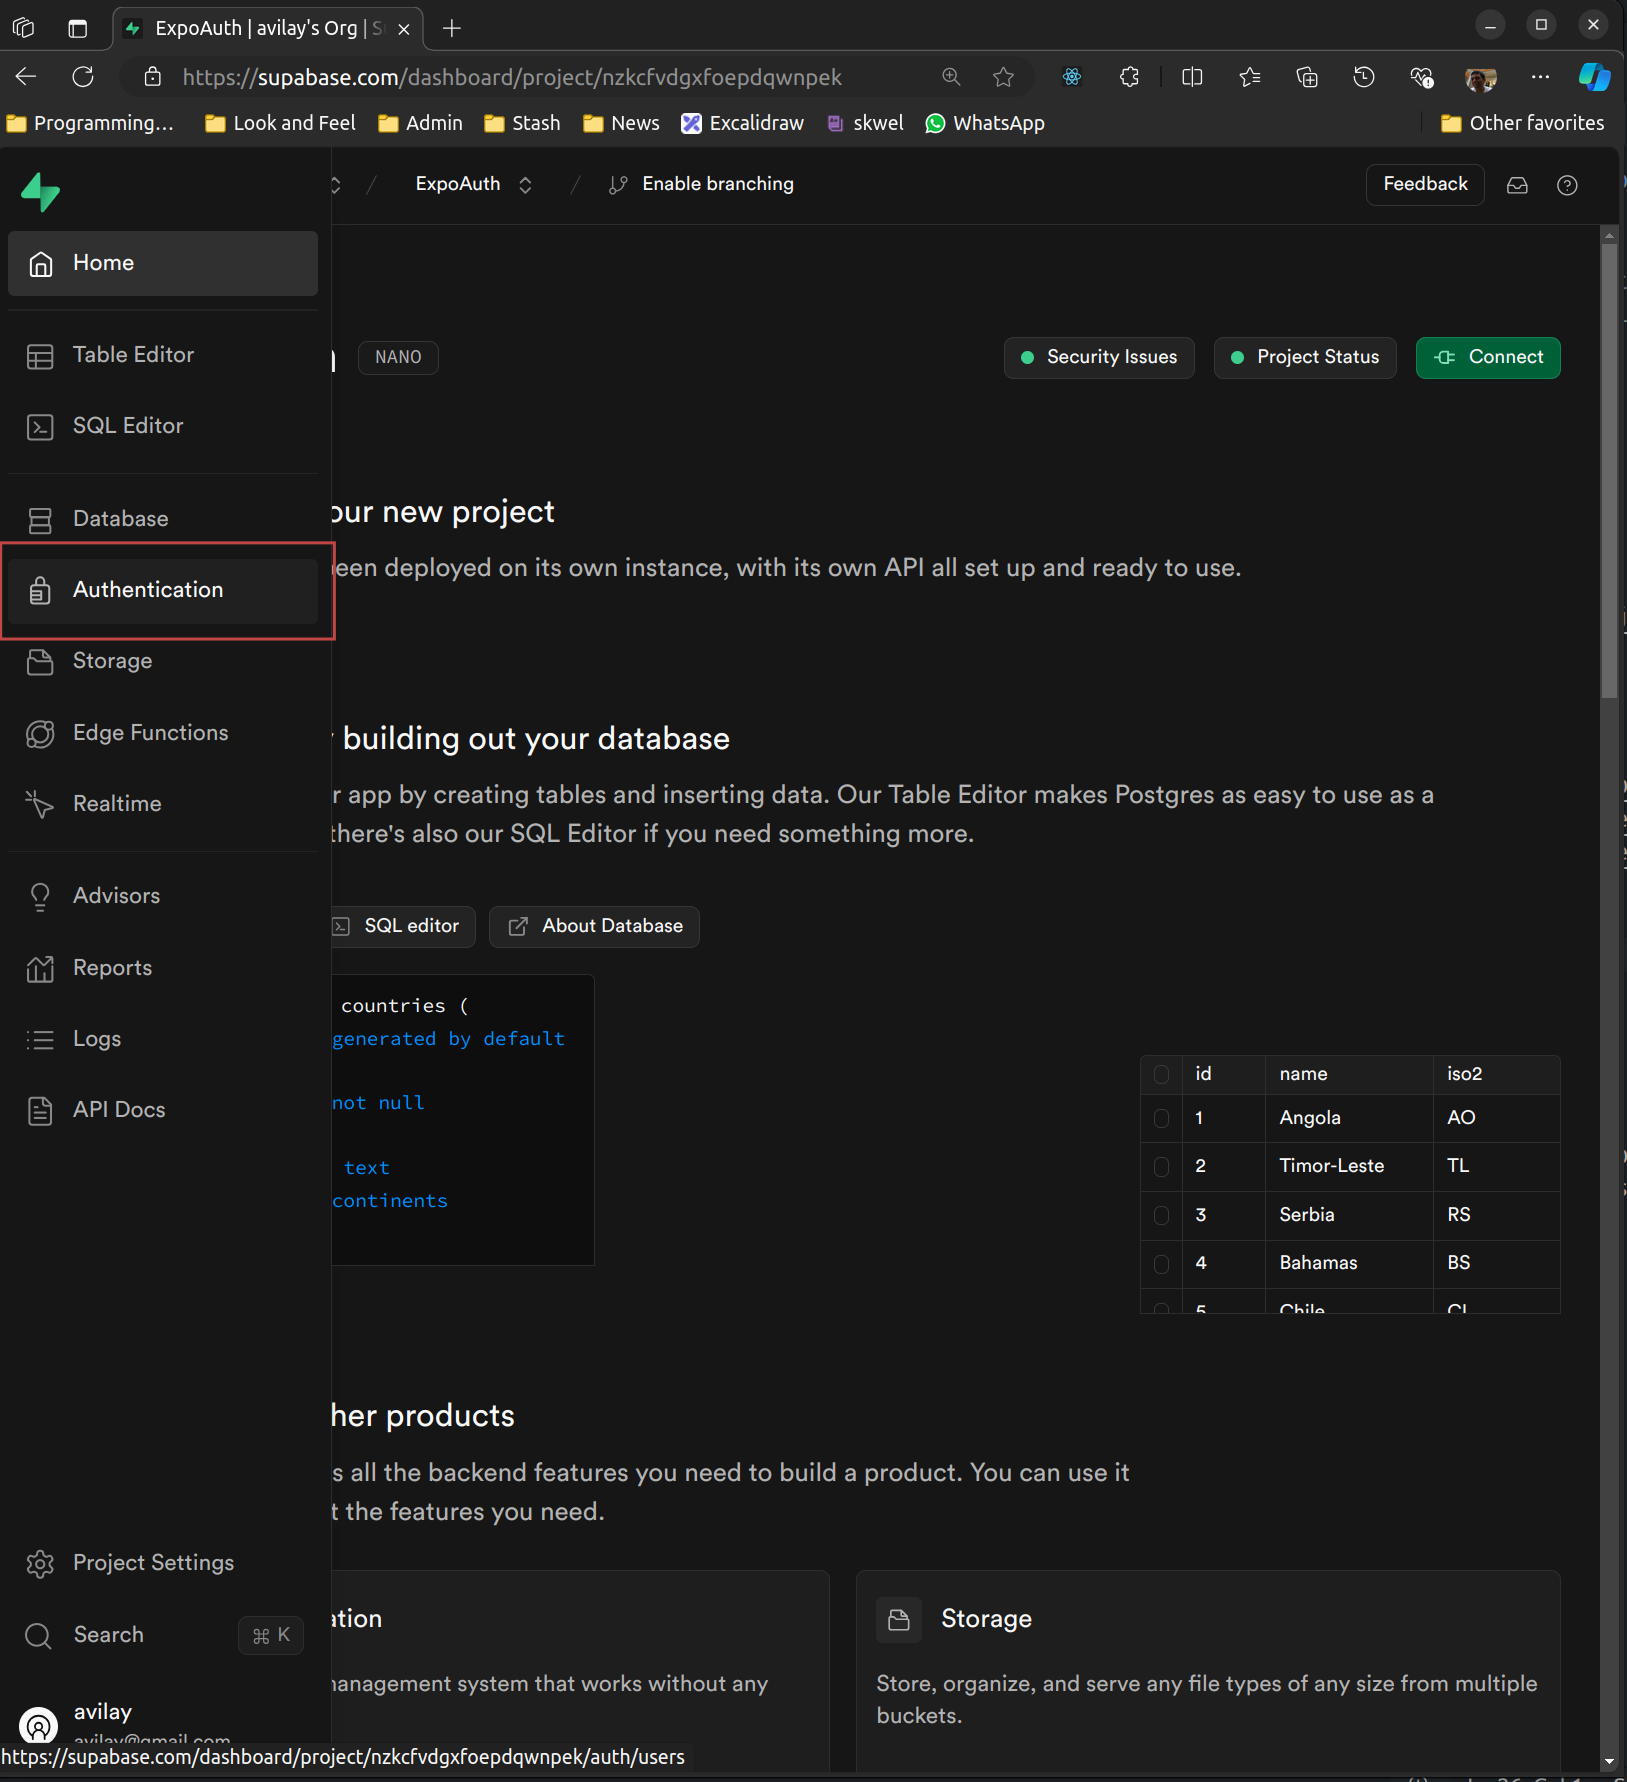 ExpoAuth | avilay's Org | S
https://supabase.com/dashboard/project/nzkcfvdgxfoepdqwnpek
Programming... Look and Feel Admin Stash News Excalidraw skwel WhatsApp Other favorites
ExpoAuth / Enable branching Feedback
Home
Table Editor
SQL Editor
Database
Authentication
Storage
Edge Functions
Realtime
Advisors
Reports
Logs
API Docs
Project Settings
Search ⌘ K
avilay
avilay@gmail.com
https://supabase.com/dashboard/project/nzkcfvdgxfoepdqwnpek/auth/users
NANO Security Issues Project Status Connect
our new project
een deployed on its own instance, with its own API all set up and ready to use.
building out your database
r app by creating tables and inserting data. Our Table Editor makes Postgres as easy to use as a
there's also our SQL Editor if you need something more.
SQL editor About Database
countries (
generated by default
not null
text
continents
id name iso2
1 Angola AO
2 Timor-Leste TL
3 Serbia RS
4 Bahamas BS
5 Chile CL
her products
s all the backend features you need to build a product. You can use it
t the features you need.
ation
anagement system that works without any
Storage
Store, organize, and serve any file types of any size from multiple
buckets.